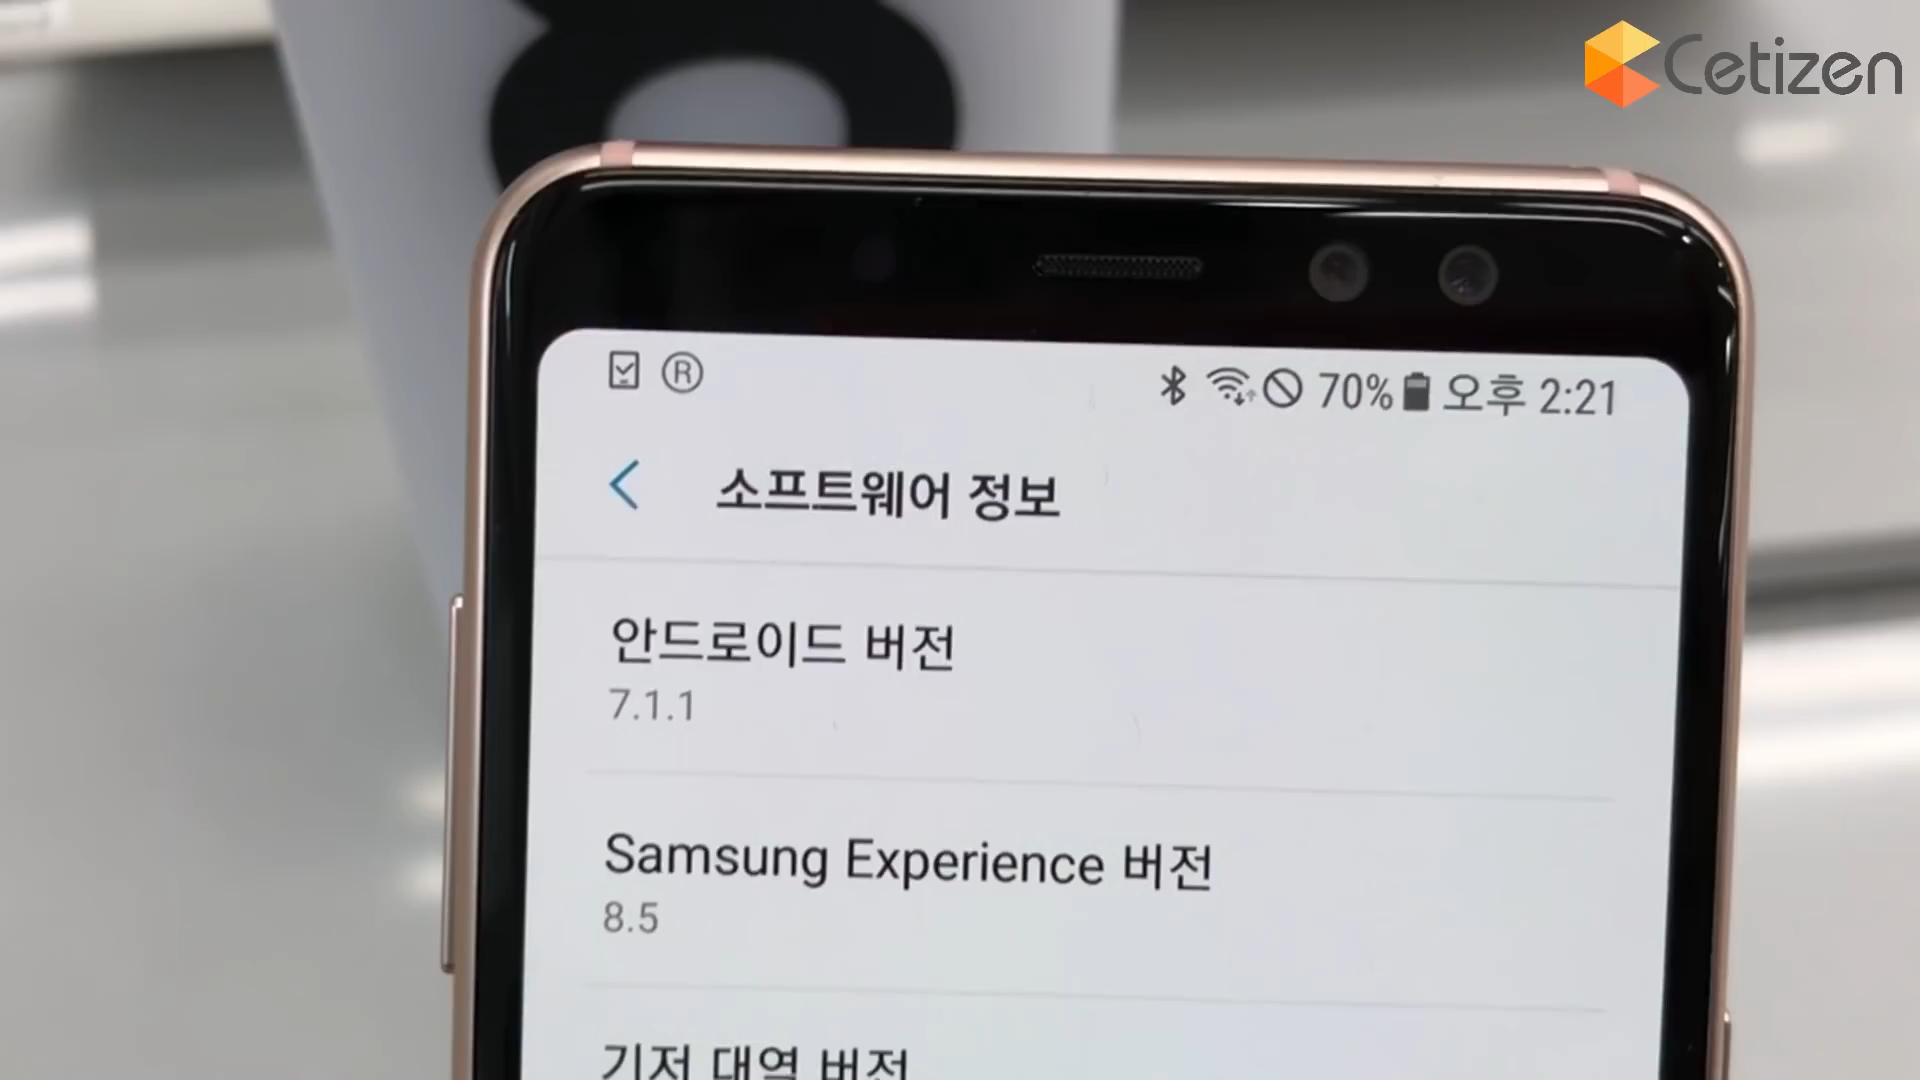 Cetizen
8
R
70% 오후 2:21
소프트웨어 정보
안드로이드 버전
7.1.1
Samsung Experience 버전
8.5
기저 대역 버전